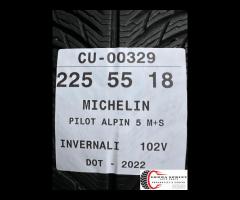 CU-00329
225 55 18
MICHELIN
PILOT ALPIN 5 M+S
INVERNALI 102V
DOT - 2022